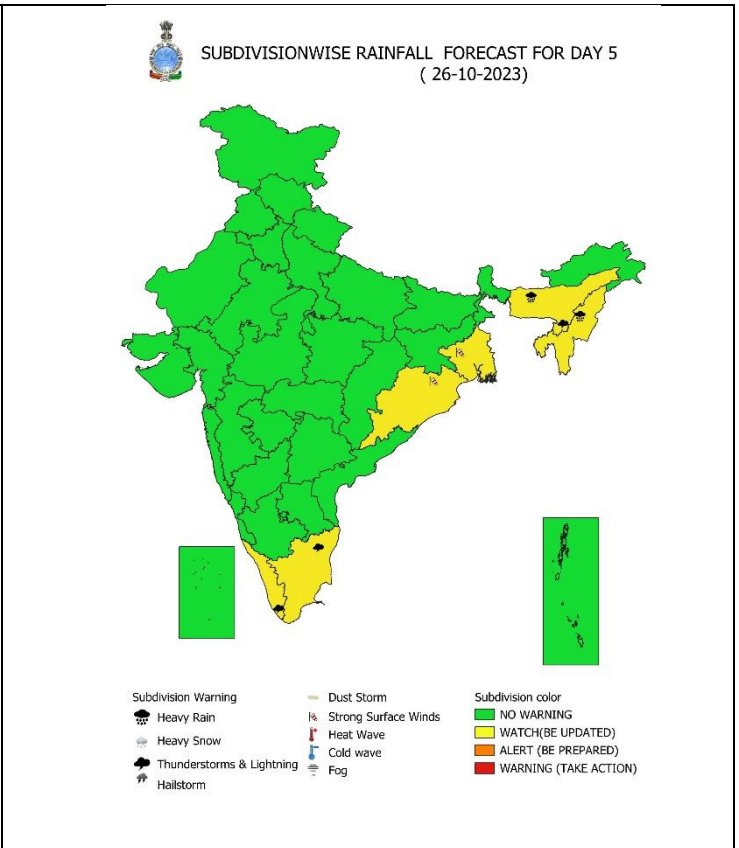 SUBDIVISIONWISE RAINFALL FORECAST FOR DAY 5
( 26-10-2023)
Subdivision Warning
Heavy Rain
Heavy Snow
Thunderstorms & Lightning
Hailstorm
Dust Storm
Strong Surface Winds
Heat Wave
Cold wave
Fog
Subdivision color
NO WARNING
WATCH(BE UPDATED)
ALERT (BE PREPARED)
WARNING (TAKE ACTION)